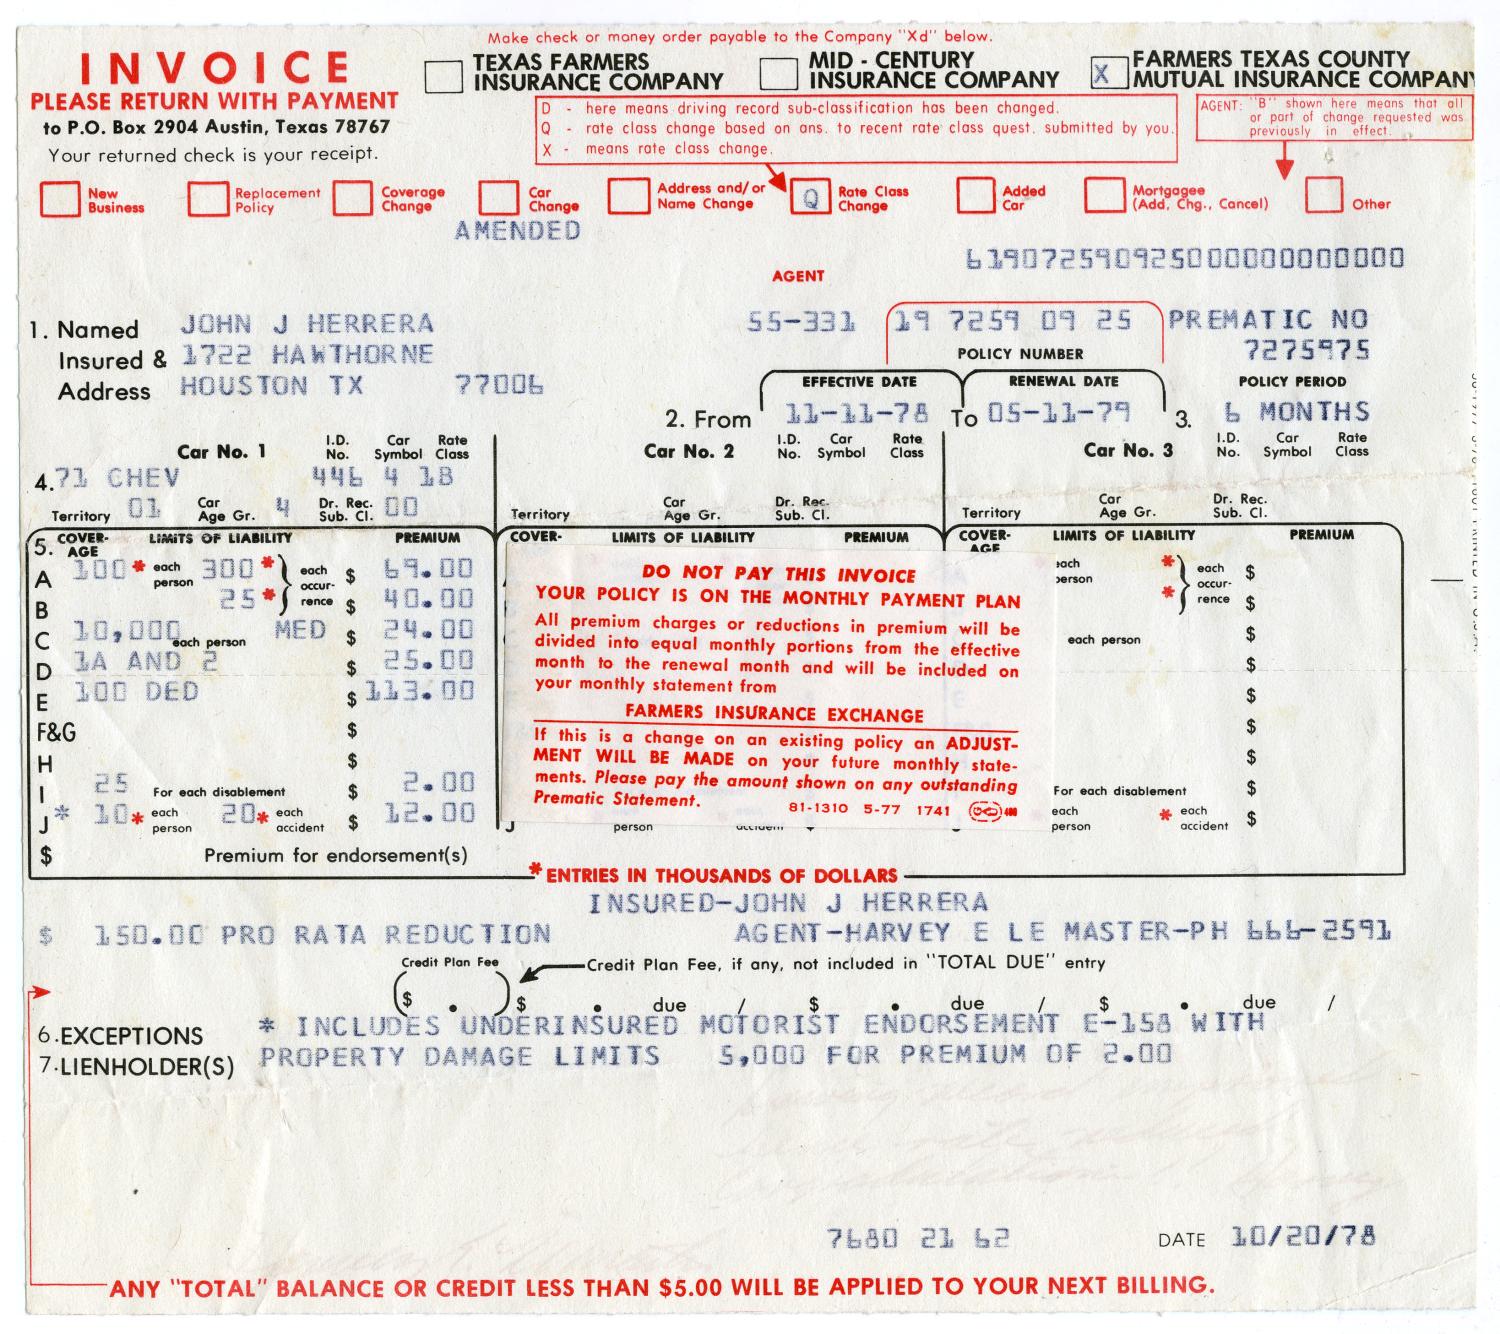 Make check or money order payable to the Company "Xd" below.
INVOICE
PLEASE RETURN WITH PAYMENT
to P.O. Box 2904 Austin, Texas 78767
Your returned check is your receipt.
TEXAS FARMERS INSURANCE COMPANY
MID - CENTURY INSURANCE COMPANY
X FARMERS TEXAS COUNTY MUTUAL INSURANCE COMPANY
D - here means driving record sub-classification has been changed.
Q - rate class change based on ans. to recent rate class quest. submitted by you.
X - means rate class change.
AGENT: "B" shown here means that all
or part of change requested was
previously in effect.
New Business
Replacement Policy
Coverage Change
Car Change
Address and/or Name Change
Q Rate Class Change
Added Car
Mortgagee (Add, Chg., Cancel)
Other
AMENDED
61907259092500000000000
AGENT
1. Named Insured & Address
JOHN J HERRERA
1722 HAWTHORNE
HOUSTON TX 77006
55-331 19 7259 09 25 PREMATIC NO
POLICY NUMBER 7275975
EFFECTIVE DATE RENEWAL DATE POLICY PERIOD
2. From 11-11-78 To 05-11-79 3. 6 MONTHS
Car No. 1 I.D. No. Car Symbol Rate Class
4. 71 CHEV 446 4 18
Territory 01 Car Age Gr. 4 Dr. Rec. Sub. Cl. 00
Car No. 2 I.D. No. Car Symbol Rate Class
Territory Car Age Gr. Dr. Rec. Sub. Cl.
Car No. 3 I.D. No. Car Symbol Rate Class
Territory Car Age Gr. Dr. Rec. Sub. Cl.
5. COVER-AGE LIMITS OF LIABILITY PREMIUM
A 100* each person 300* each occur-rence $ 69.00
B 25* $ 40.00
C 10,000 each person MED $ 24.00
D 1A AND 2 $ 25.00
E 100 DED $ 113.00
F&G $
H $
I 25 For each disablement $ 2.00
J* 10* each person 20* each accident $ 12.00
$ Premium for endorsement(s)
COVER- LIMITS OF LIABILITY PREMIUM
DO NOT PAY THIS INVOICE
YOUR POLICY IS ON THE MONTHLY PAYMENT PLAN
All premium charges or reductions in premium will be
divided into equal monthly portions from the effective
month to the renewal month and will be included on
your monthly statement from
FARMERS INSURANCE EXCHANGE
If this is a change on an existing policy an ADJUST-
MENT WILL BE MADE on your future monthly state-
ments. Please pay the amount shown on any outstanding
Prematic Statement. 81-1310 5-77 1741
J person accident $
COVER-AGE LIMITS OF LIABILITY PREMIUM
each person * * each occur-rence $
$
each person $
$
$
$
$
For each disablement $
each person * each accident $
* ENTRIES IN THOUSANDS OF DOLLARS
INSURED-JOHN J HERRERA
$ 150.00 PRO RATA REDUCTION AGENT-HARVEY E LE MASTER-PH 666-2591
Credit Plan Fee Credit Plan Fee, if any, not included in "TOTAL DUE" entry
($ . ) $ . due / $ . due / $ . due /
6. EXCEPTIONS * INCLUDES UNDERINSURED MOTORIST ENDORSEMENT E-158 WITH
7. LIENHOLDER(S) PROPERTY DAMAGE LIMITS 5,000 FOR PREMIUM OF 2.00
7680 21 62 DATE 10/20/78
ANY "TOTAL" BALANCE OR CREDIT LESS THAN $5.00 WILL BE APPLIED TO YOUR NEXT BILLING.